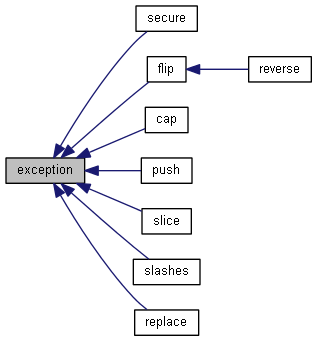 secure
flip
reverse
cap
exception
push
slice
slashes
replace